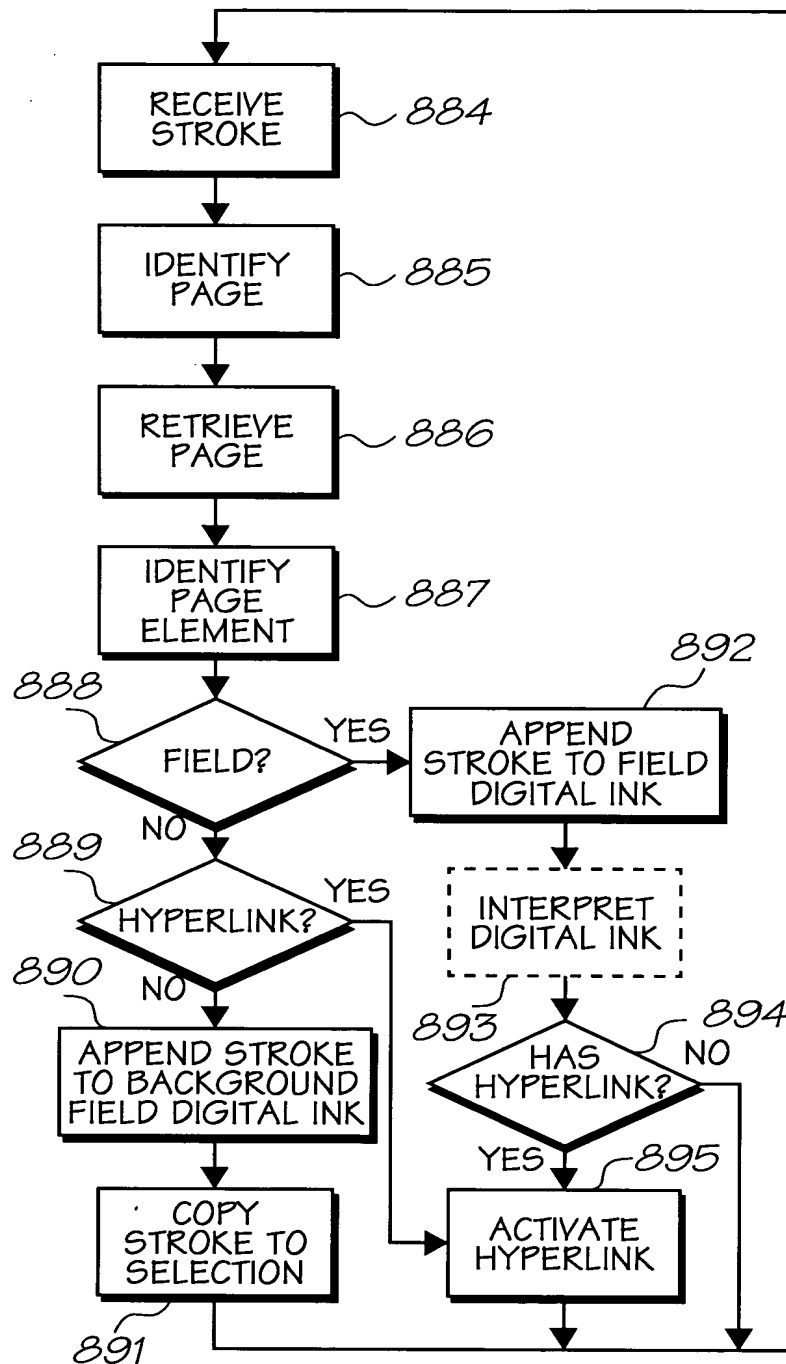 RECEIVE
STROKE
884
IDENTIFY
PAGE
885
RETRIEVE
PAGE
886
IDENTIFY
PAGE
ELEMENT
887
888
FIELD?
YES
NO
892
APPEND
STROKE TO FIELD
DIGITAL INK
889
HYPERLINK?
YES
NO
INTERPRET
DIGITAL INK
893
890
APPEND STROKE
TO BACKGROUND
FIELD DIGITAL INK
894
HAS
HYPERLINK?
NO
YES
895
COPY
STROKE TO
SELECTION
891
ACTIVATE
HYPERLINK